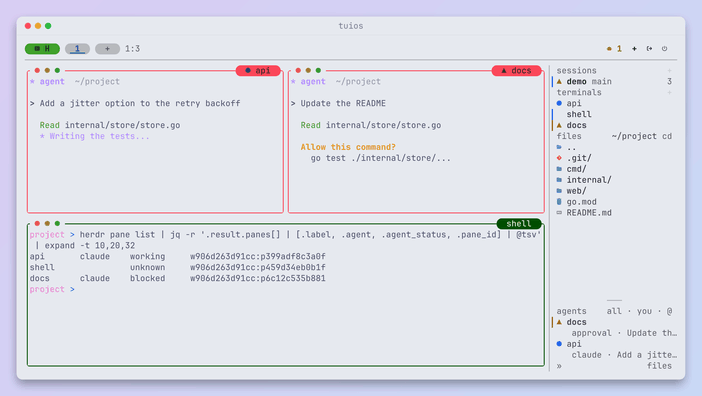 tuios
H 1 + 1:3
1
api
* agent ~/project
> Add a jitter option to the retry backoff
Read internal/store/store.go
* Writing the tests...
docs
* agent ~/project
> Update the README
Read internal/store/store.go
Allow this command?
go test ./internal/store/...
shell
project > herdr pane list | jq -r '.result.panes[] | [.label, .agent, .agent_status, .pane_id] | @tsv'
| expand -t 10,20,32
api claude working w906d263d91cc:p399adf8c3a0f
shell unknown w906d263d91cc:p459d34eb0b1f
docs claude blocked w906d263d91cc:p6c12c535b881
project >
sessions +
demo main 3
terminals +
api
shell
docs
files ~/project cd
..
.git/
cmd/
internal/
web/
go.mod
README.md
agents all · you · @
docs
approval · Update th…
api
claude · Add a jitte…
» files